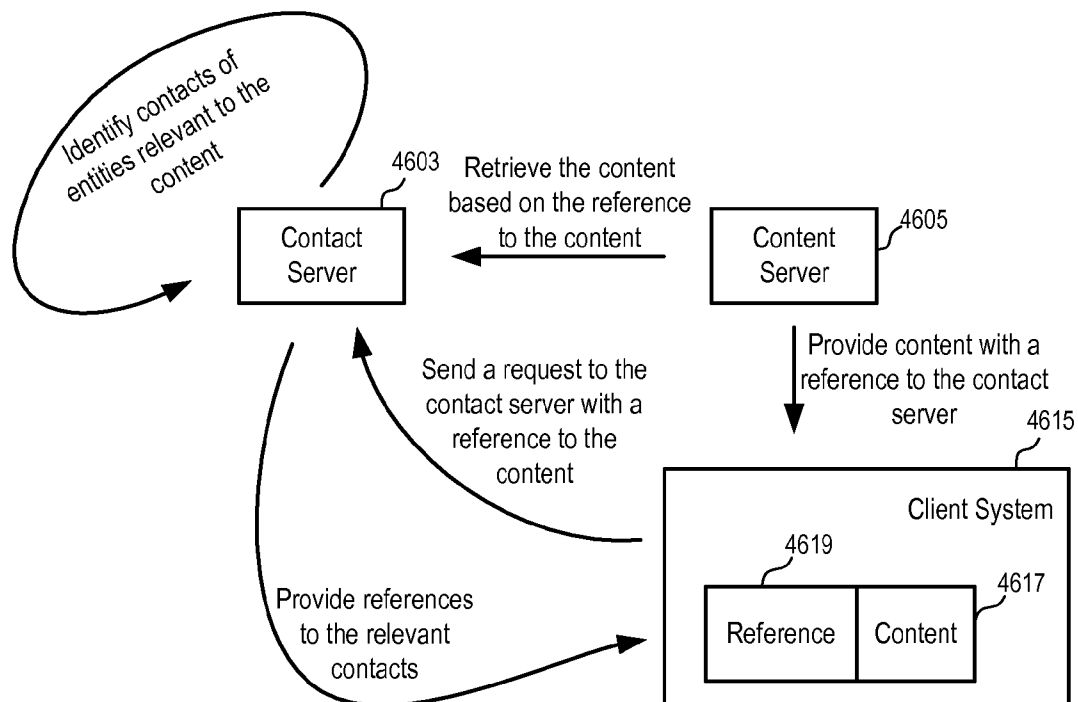 Identify contacts of
entities relevant to the
content
4603
Contact
Server
Retrieve the content
based on the reference
to the content
Content
Server
4605
Provide content with a
reference to the contact
server
Send a request to the
contact server with a
reference to the
content
4615
Client System
4619
4617
Reference
Content
Provide references
to the relevant
contacts